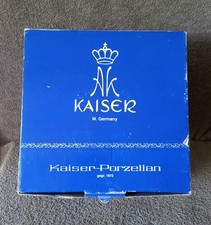 KAISER
W. Germany
Kaiser-Porzellan
gegr. 1872